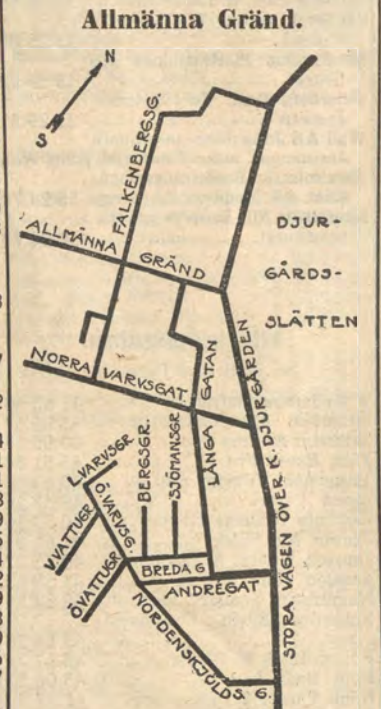 Allmänna Gränd.
N
S
FALKENBERGSG.
ALLMÄNNA GRÄND
DJUR-
GÅRDS-
SLÄTTEN
NORRA VARVSGAT.
LÅNGA GATAN
STORA VÄGEN ÖVER K. DJURGÅRDEN
L.VARVSGR.
Ö.VARVSG.
BERGSGR.
SJÖMANSGR
V.VATTUGR
Ö.VATTUGR
BREDA G
ANDREGAT
NORDENSKJÖLDS G.